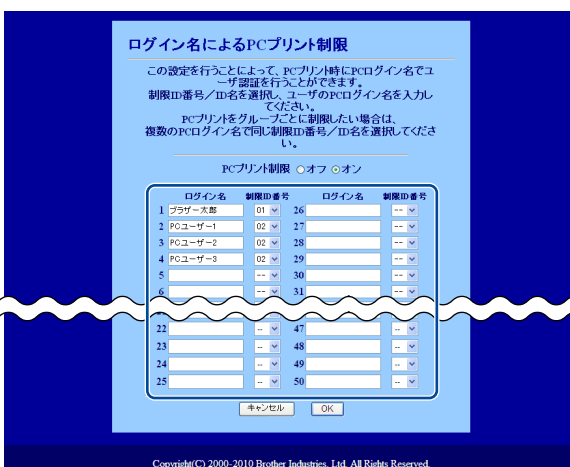 ログイン名によるPCプリント制限
この設定を行うことによって、PCプリント時にPCログイン名でユ
ーザ認証を行うことができます。
制限ID番号／ID名を選択し、ユーザのPCログイン名を入力し
てください。
PCプリントをグループごとに制限したい場合は、
複数のPCログイン名で同じ制限ID番号／ID名を選択してくださ
い。
PCプリント制限 オフ オン
ログイン名 制限ID番号 ログイン名 制限ID番号
1 ブラザー太郎 01 26 --
2 PCユーザー1 02 27 --
3 PCユーザー2 02 28 --
4 PCユーザー3 02 29 --
5 -- 30 --
6 -- 31 --
22 -- 47 --
23 -- 48 --
24 -- 49 --
25 -- 50 --
キャンセル OK
Copyright(C) 2000-2010 Brother Industries, Ltd. All Rights Reserved.